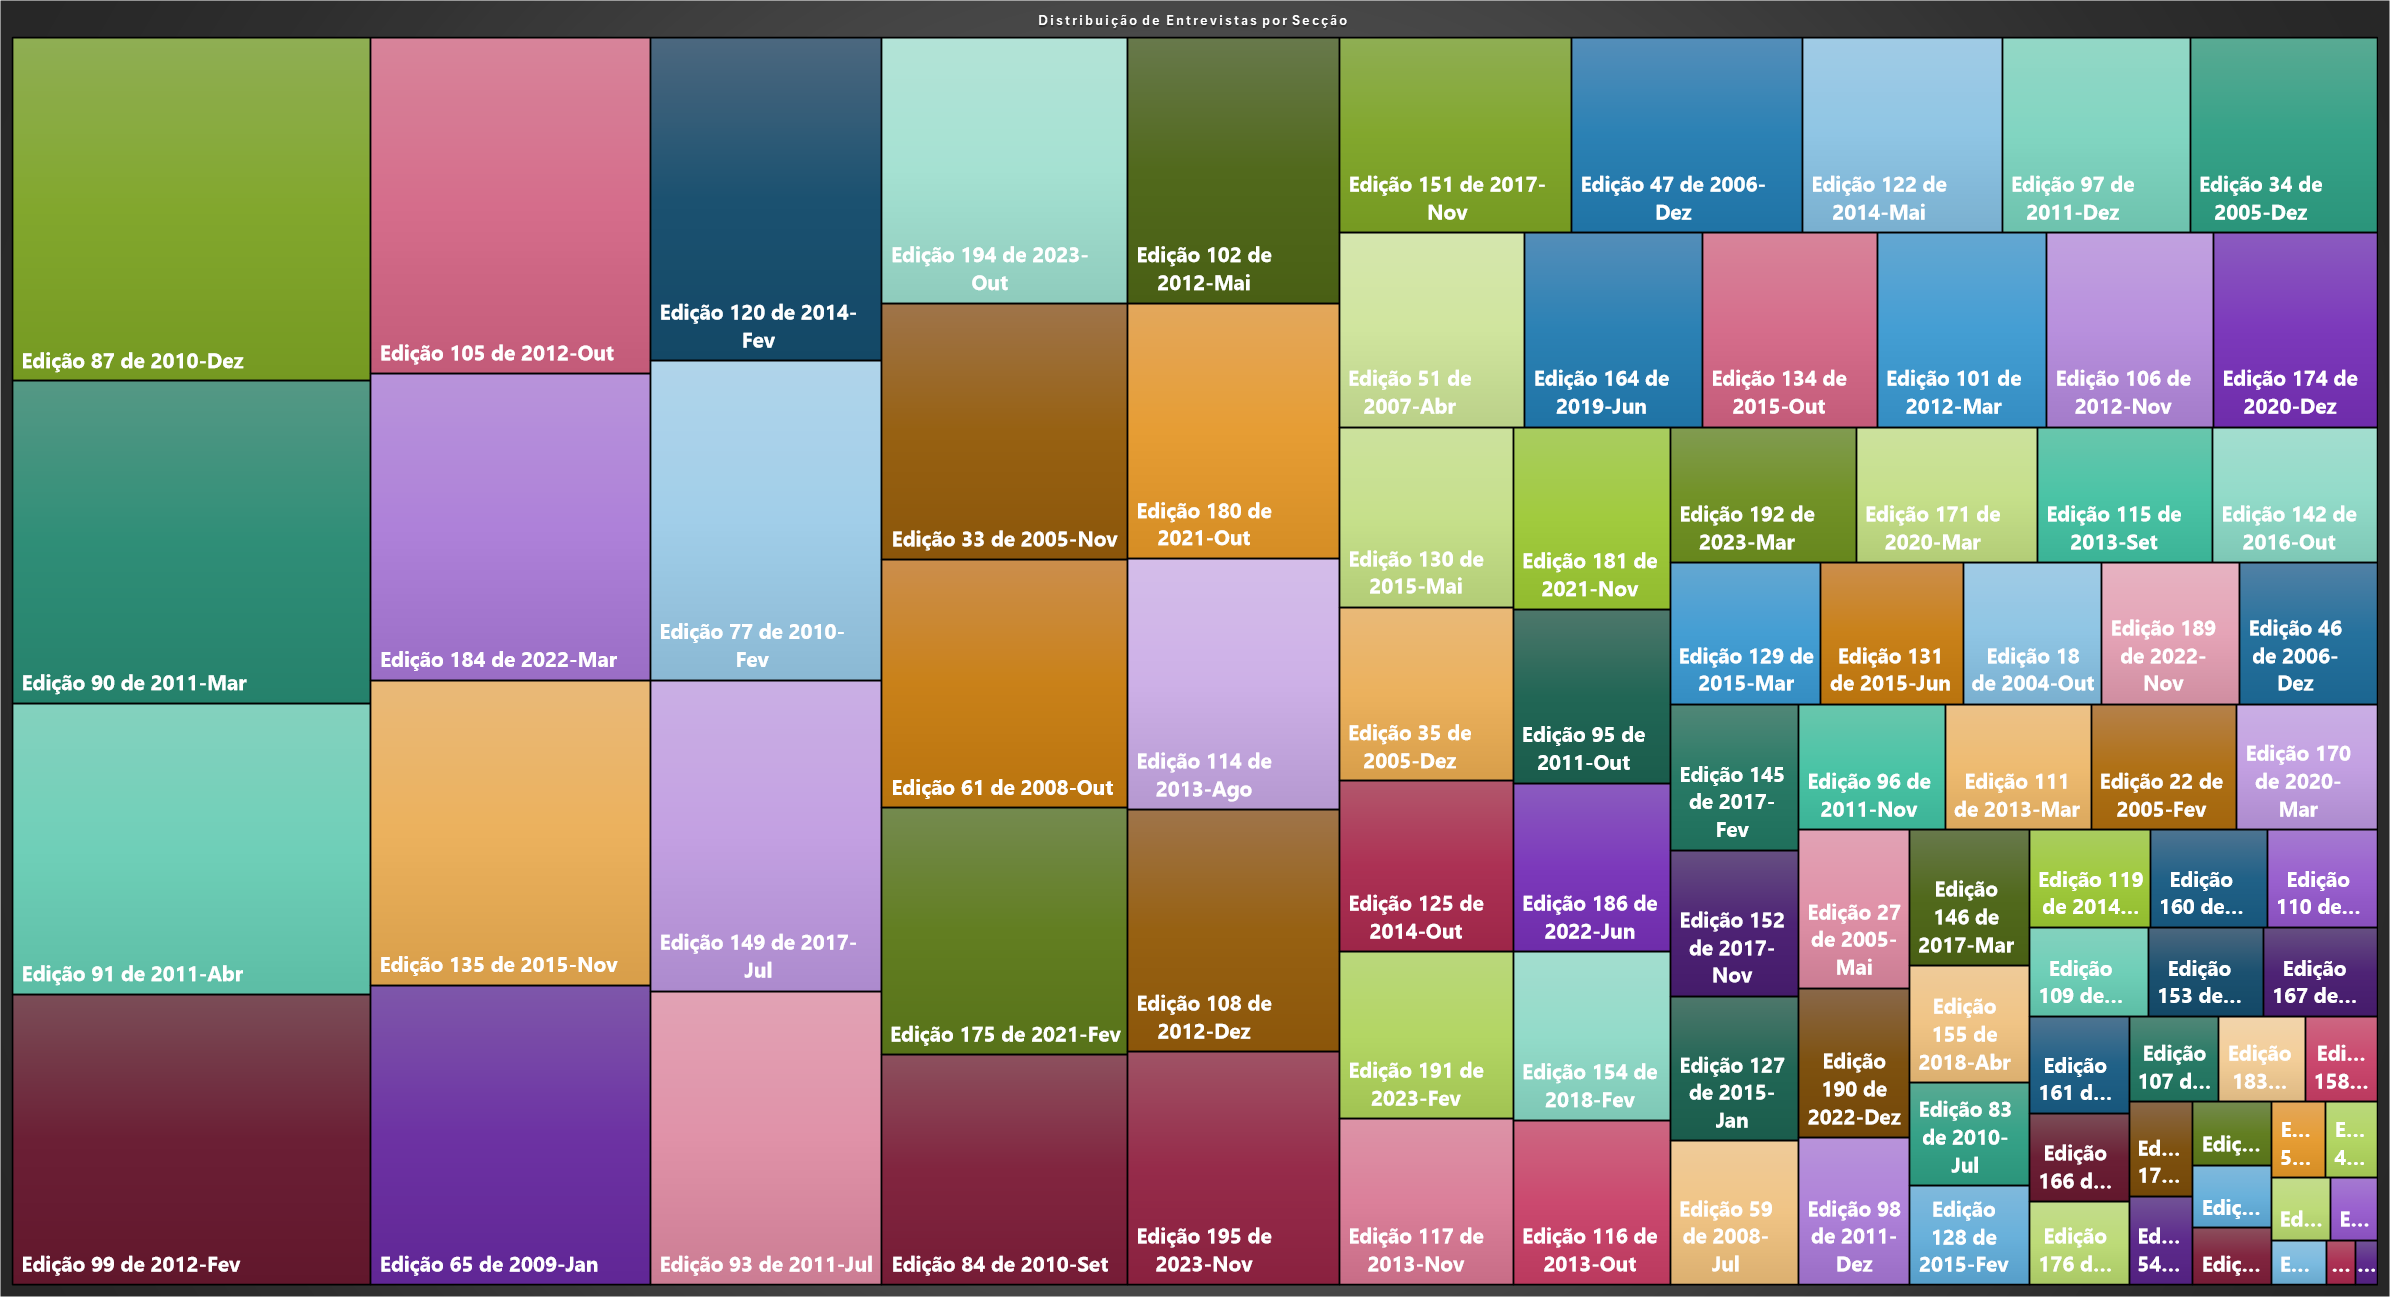 Distribuição de Entrevistas por Secção
Edição 87 de 2010-Dez
Edição 90 de 2011-Mar
Edição 91 de 2011-Abr
Edição 99 de 2012-Fev
Edição 105 de 2012-Out
Edição 184 de 2022-Mar
Edição 135 de 2015-Nov
Edição 65 de 2009-Jan
Edição 120 de 2014-
Fev
Edição 77 de 2010-
Fev
Edição 149 de 2017-
Jul
Edição 93 de 2011-Jul
Edição 194 de 2023-
Out
Edição 33 de 2005-Nov
Edição 61 de 2008-Out
Edição 175 de 2021-Fev
Edição 84 de 2010-Set
Edição 102 de
2012-Mai
Edição 180 de
2021-Out
Edição 114 de
2013-Ago
Edição 108 de
2012-Dez
Edição 195 de
2023-Nov
Edição 151 de 2017-
Nov
Edição 47 de 2006-
Dez
Edição 122 de
2014-Mai
Edição 97 de
2011-Dez
Edição 34 de
2005-Dez
Edição 51 de
2007-Abr
Edição 164 de
2019-Jun
Edição 134 de
2015-Out
Edição 101 de
2012-Mar
Edição 106 de
2012-Nov
Edição 174 de
2020-Dez
Edição 130 de
2015-Mai
Edição 35 de
2005-Dez
Edição 125 de
2014-Out
Edição 191 de
2023-Fev
Edição 117 de
2013-Nov
Edição 181 de
2021-Nov
Edição 95 de
2011-Out
Edição 186 de
2022-Jun
Edição 154 de
2018-Fev
Edição 116 de
2013-Out
Edição 192 de
2023-Mar
Edição 171 de
2020-Mar
Edição 115 de
2013-Set
Edição 142 de
2016-Out
Edição 129 de
2015-Mar
Edição 131
de 2015-Jun
Edição 18
de 2004-Out
Edição 189
de 2022-
Nov
Edição 46
de 2006-
Dez
Edição 145
de 2017-
Fev
Edição 152
de 2017-
Nov
Edição 127
de 2015-
Jan
Edição 59
de 2008-
Jul
Edição 96 de
2011-Nov
Edição 111
de 2013-Mar
Edição 22 de
2005-Fev
Edição 170
de 2020-
Mar
Edição 27
de 2005-
Mai
Edição
190 de
2022-Dez
Edição 98
de 2011-
Dez
Edição
146 de
2017-Mar
Edição
155 de
2018-Abr
Edição 83
de 2010-
Jul
Edição
128 de
2015-Fev
Edição 119
de 2014...
Edição
160 de...
Edição
110 de...
Edição
109 de...
Edição
153 de...
Edição
167 de...
Edição
161 d...
Edição
166 d...
Edição
176 d...
Edição
107 d...
Edição
183...
Edi...
158...
Ed...
17...
Ed...
54...
Ediç...
Ediç...
Ediç...
E...
5...
E...
4...
Ed...
E...
E...
...
...